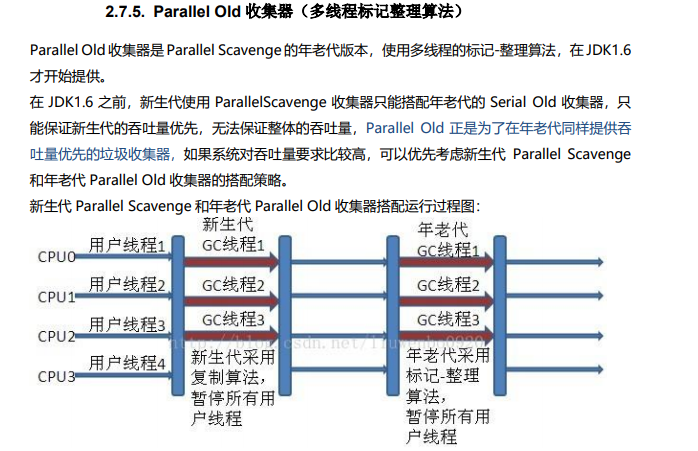 2.7.5. Parallel Old 收集器（多线程标记整理算法）
Parallel Old 收集器是 Parallel Scavenge 的年老代版本，使用多线程的标记-整理算法，在 JDK1.6
才开始提供。
在 JDK1.6 之前，新生代使用 ParallelScavenge 收集器只能搭配年老代的 Serial Old 收集器，只
能保证新生代的吞吐量优先，无法保证整体的吞吐量，Parallel Old 正是为了在年老代同样提供吞
吐量优先的垃圾收集器，如果系统对吞吐量要求比较高，可以优先考虑新生代 Parallel Scavenge
和年老代 Parallel Old 收集器的搭配策略。
新生代 Parallel Scavenge 和年老代 Parallel Old 收集器搭配运行过程图：
新生代
年老代
CPU0 用户线程1 GC线程1 GC线程1
CPU1 用户线程2 GC线程2 GC线程2
CPU2 用户线程3 GC线程3 GC线程3
CPU3 用户线程4
新生代采用
复制算法，
暂停所有用
户线程
年老代采用
标记-整理
算法，
暂停所有用
户线程